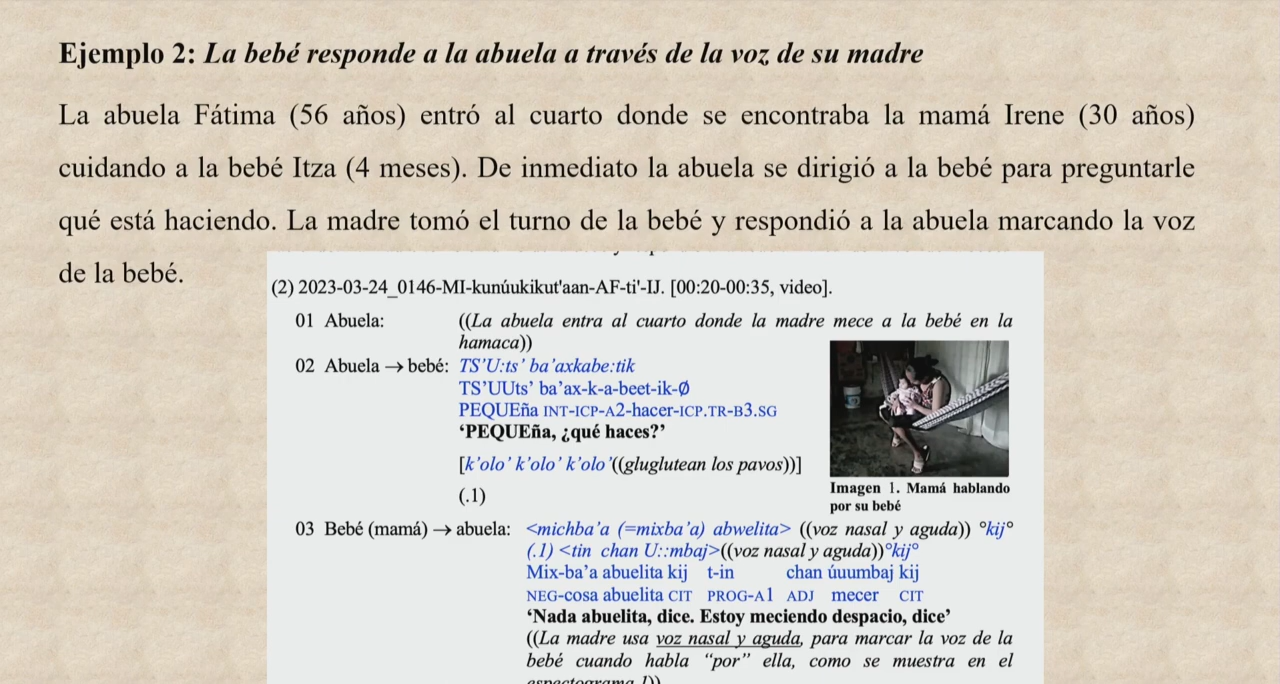 Ejemplo 2: La bebé responde a la abuela a través de la voz de su madre
La abuela Fátima (56 años) entró al cuarto donde se encontraba la mamá Irene (30 años)
cuidando a la bebé Itza (4 meses). De inmediato la abuela se dirigió a la bebé para preguntarle
qué está haciendo. La madre tomó el turno de la bebé y respondió a la abuela marcando la voz
de la bebé.
(2) 2023-03-24_0146-MI-kunúukikut'aan-AF-ti'-IJ. [00:20-00:35, video].
01 Abuela: ((La abuela entra al cuarto donde la madre mece a la bebé en la
hamaca))
02 Abuela → bebé: TS’U:ts’ ba’axkabe:tik
TS’UUts’ ba’ax-k-a-beet-ik-Ø
PEQUEña INT-ICP-A2-hacer-ICP.TR-B3.SG
‘PEQUEña, ¿qué haces?’
[k’olo’ k’olo’ k’olo’((gluglutean los pavos))]
(.1)
Imagen 1. Mamá hablando
por su bebé
03 Bebé (mamá) → abuela: <michba’a (=mixba’a) abwelita> ((voz nasal y aguda)) °kij°
(.1) <tin chan U::mbaj>((voz nasal y aguda))°kij°
Mix-ba’a abuelita kij t-in chan úuumbaj kij
NEG-cosa abuelita CIT PROG-A1 ADJ mecer CIT
‘Nada abuelita, dice. Estoy meciendo despacio, dice’
((La madre usa voz nasal y aguda, para marcar la voz de la
bebé cuando habla “por” ella, como se muestra en el
espectograma 1))